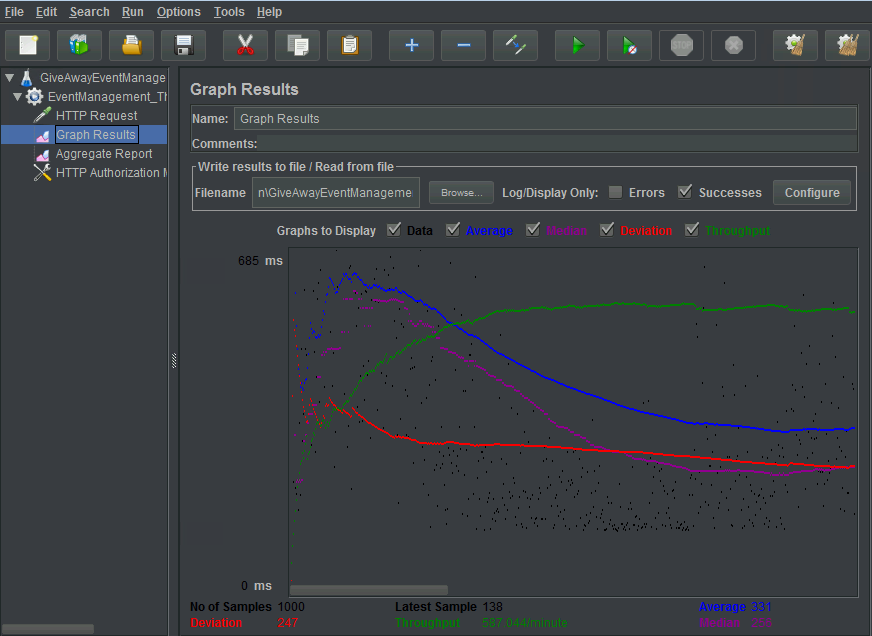 File Edit Search Run Options Tools Help
STOP
GiveAwayEventManage
EventManagement_Th
HTTP Request
Graph Results
Aggregate Report
HTTP Authorization M
Graph Results
Name: Graph Results
Comments:
Write results to file / Read from file
Filename n\GiveAwayEventManageme Browse... Log/Display Only: Errors Successes Configure
Graphs to Display Data Average Median Deviation Throughput
685 ms
0 ms
No of Samples 1000 Latest Sample 138 Average 331
Deviation 247 Throughput 587.044/minute Median